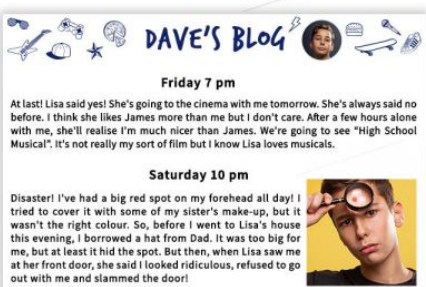 DAVE'S BLOG
Friday 7 pm
At last! Lisa said yes! She's going to the cinema with me tomorrow. She's always said no
before. I think she likes James more than me but I don't care. After a few hours alone
with me, she'll realise I'm much nicer than James. We're going to see "High School
Musical". It's not really my sort of film but I know Lisa loves musicals.
Saturday 10 pm
Disaster! I've had a big red spot on my forehead all day! I
tried to cover it with some of my sister's make-up, but it
wasn't the right colour. So, before I went to Lisa's house
this evening, I borrowed a hat from Dad. It was too big for
me, but at least it hid the spot. But then, when Lisa saw me
at her front door, she said I looked ridiculous, refused to go
out with me and slammed the door!